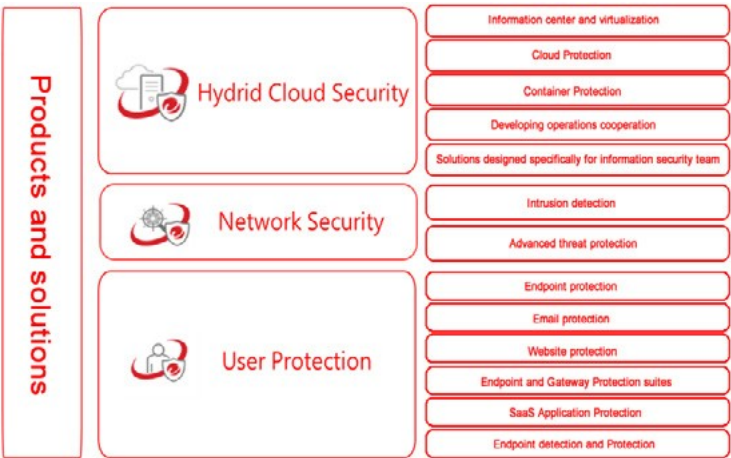 Products and solutions
Hydrid Cloud Security
Information center and virtualization
Cloud Protection
Container Protection
Developing operations cooperation
Solutions designed specifically for information security team
Network Security
Intrusion detection
Advanced threat protection
User Protection
Endpoint protection
Email protection
Website protection
Endpoint and Gateway Protection suites
SaaS Application Protection
Endpoint detection and Protection